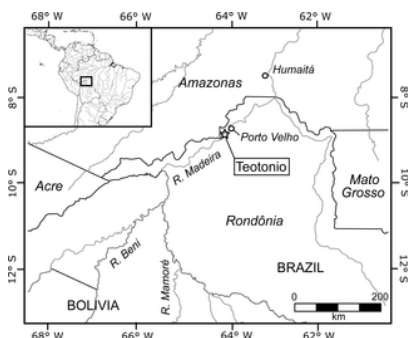 68° W 66° W 64° W 62° W
Amazonas
Humaitá
8° S
8° S
Porto Velho
Teotonio
R. Madeira
Acre
Mato
Grosso
10° S
10° S
Rondônia
R. Beni
R. Mamoré
BRAZIL
12° S
12° S
BOLIVIA
0 200
km
68° W 66° W 64° W 62° W